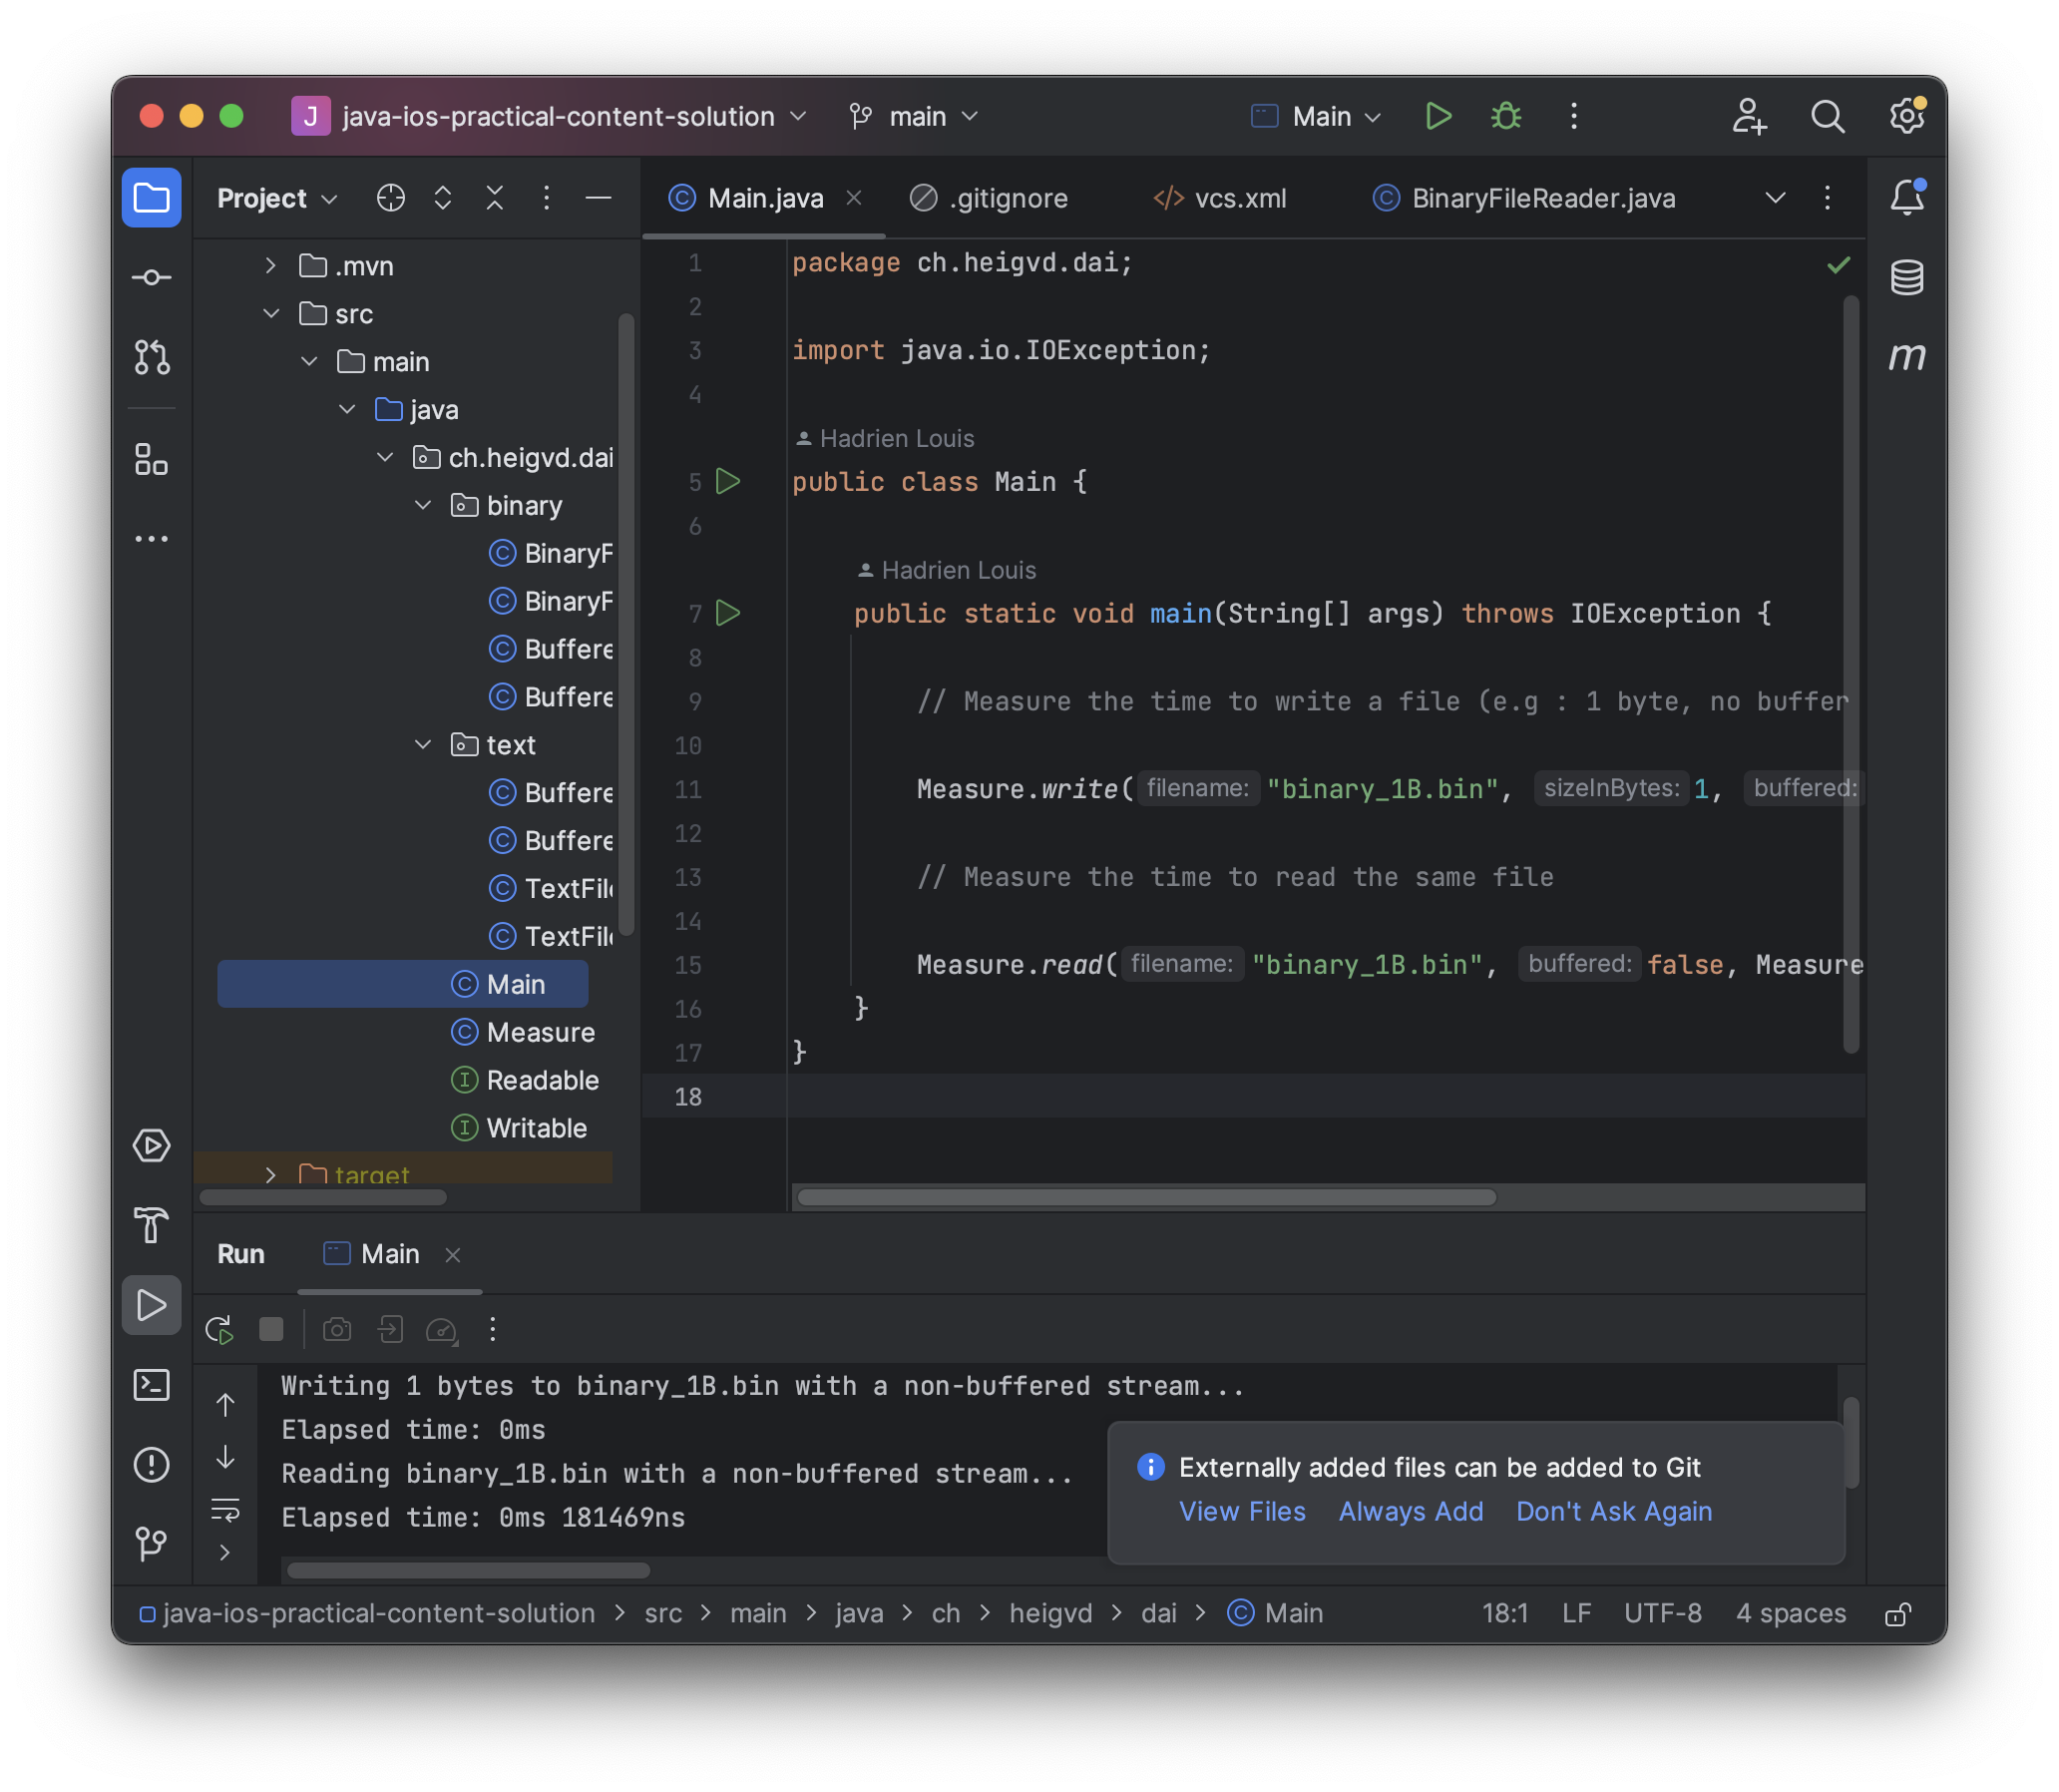 J java-ios-practical-content-solution main Main
Project
Main.java .gitignore vcs.xml BinaryFileReader.java
.mvn
src
main
java
ch.heigvd.dai
binary
BinaryF
BinaryF
Buffere
Buffere
text
Buffere
Buffere
TextFil
TextFil
Main
Measure
Readable
Writable
target
1 package ch.heigvd.dai;
2
3 import java.io.IOException;
4
Hadrien Louis
5 public class Main {
6
Hadrien Louis
7 public static void main(String[] args) throws IOException {
8
9 // Measure the time to write a file (e.g : 1 byte, no buffer
10
11 Measure.write( filename: "binary_1B.bin", sizeInBytes: 1, buffered:
12
13 // Measure the time to read the same file
14
15 Measure.read( filename: "binary_1B.bin", buffered: false, Measure
16 }
17 }
18
m
Run Main
Writing 1 bytes to binary_1B.bin with a non-buffered stream...
Elapsed time: 0ms
Reading binary_1B.bin with a non-buffered stream...
Elapsed time: 0ms 181469ns
Externally added files can be added to Git
View Files Always Add Don't Ask Again
java-ios-practical-content-solution > src > main > java > ch > heigvd > dai > Main 18:1 LF UTF-8 4 spaces